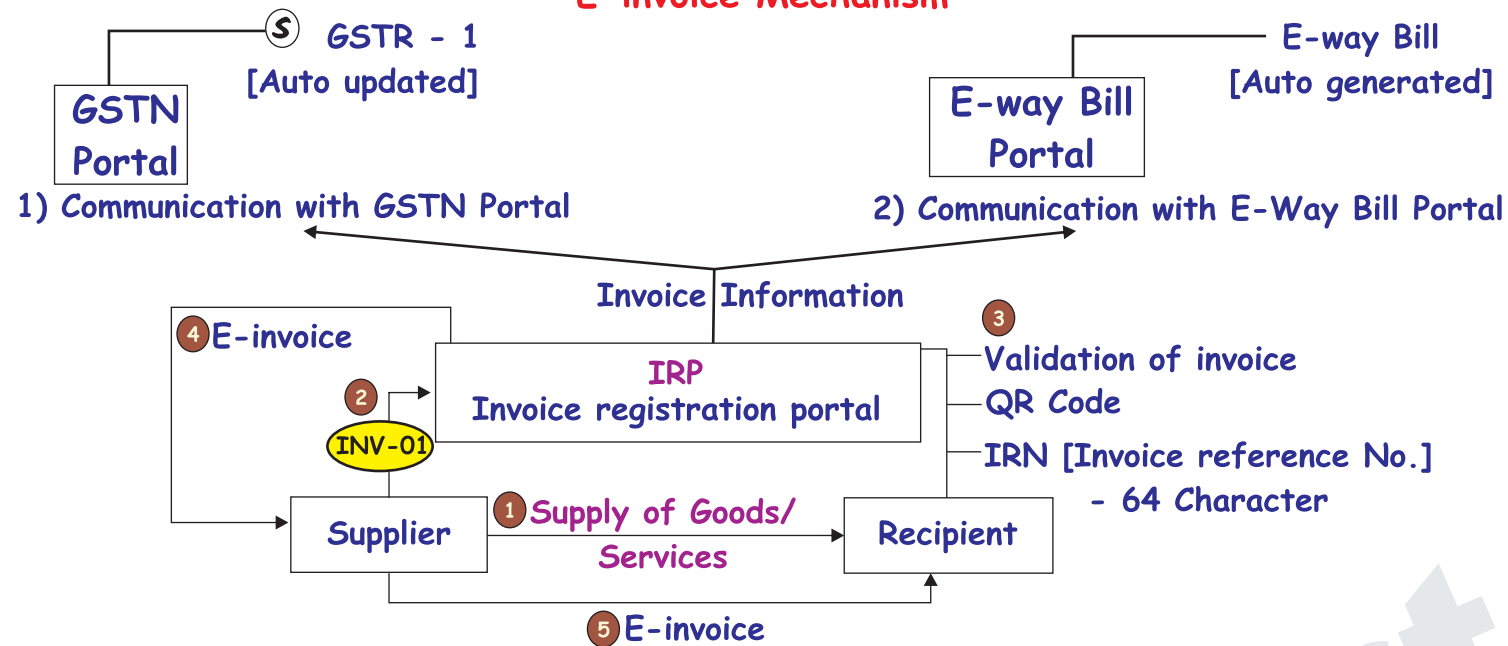 E-invoice Mechanism
S GSTR - 1
[Auto updated]
GSTN
Portal
1) Communication with GSTN Portal
E-way Bill
[Auto generated]
E-way Bill
Portal
2) Communication with E-Way Bill Portal
Invoice Information
4 E-invoice
2
INV-01
IRP
Invoice registration portal
3
Validation of invoice
QR Code
IRN [Invoice reference No.]
- 64 Character
Supplier
1 Supply of Goods/
Services
Recipient
5 E-invoice